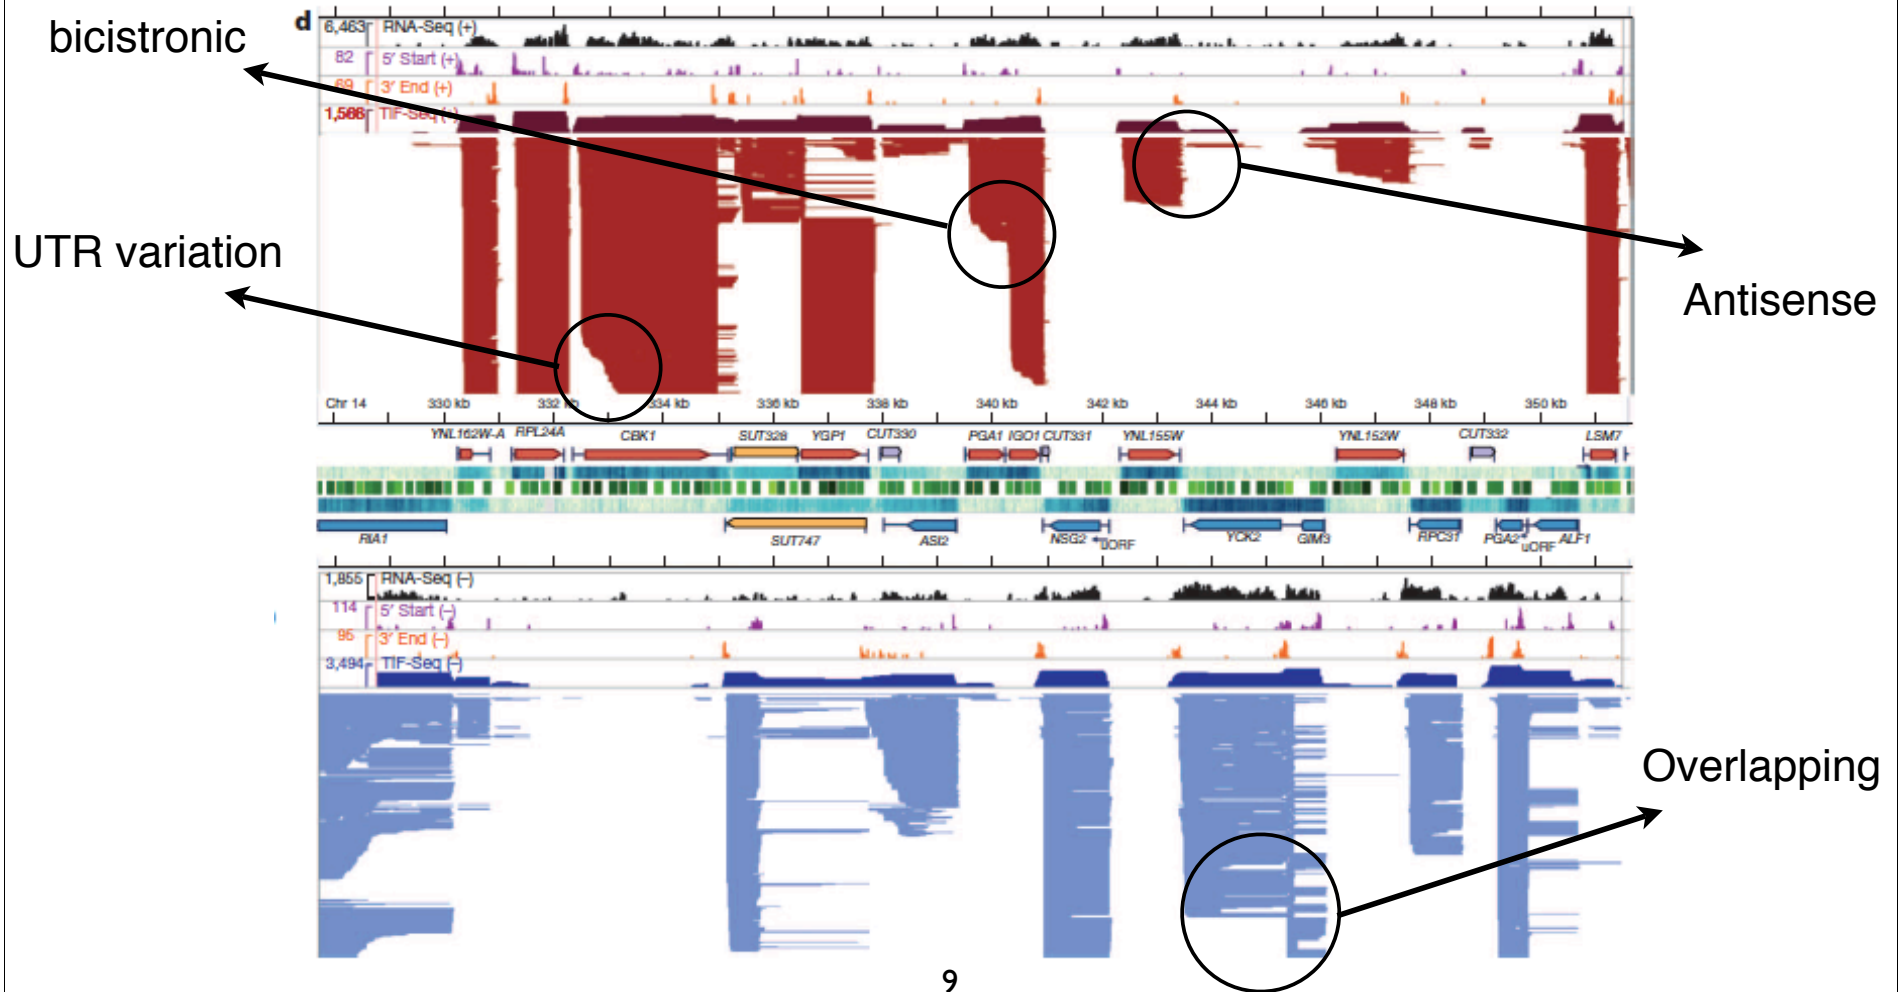 bicistronic
UTR variation
Antisense
Overlapping
d
6,463 RNA-Seq (+)
82 5′ Start (+)
69 3′ End (+)
TIF-Seq (+)
Chr 14 330 kb 332 kb 334 kb 336 kb 338 kb 340 kb 342 kb 344 kb 346 kb 348 kb 350 kb
YNL162W-A RPL24A CBK1 SUT328 YGP1 CUT330 PGA1 IGO1 CUT331 YNL155W YNL152W CUT332 LSM7
RIA1 SUT747 ASI2 NSG2 uORF YCK2 GIM3 RPC31 PGA2 uORF ALF1
1,855 RNA-Seq (–)
114 5′ Start (–)
95 3′ End (–)
3,494 TIF-Seq (–)
9